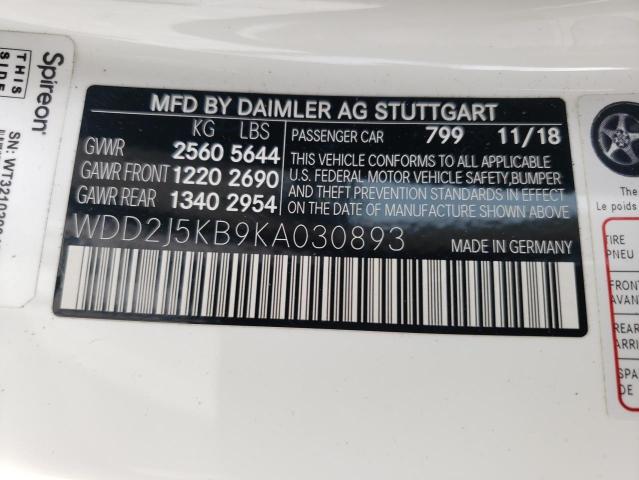 MFD BY DAIMLER AG STUTTGART
KG LBS
GVWR 2560 5644
GAWR FRONT 1220 2690
GAWR REAR 1340 2954
PASSENGER CAR 799 11/18
THIS VEHICLE CONFORMS TO ALL APPLICABLE
U.S. FEDERAL MOTOR VEHICLE SAFETY,BUMPER
AND THEFT PREVENTION STANDARDS IN EFFECT
ON THE DATE OF MANUFACTURE SHOWN ABOVE.
WDD2J5KB9KA030893
MADE IN GERMANY
Spireon
THIS
SIDE
The
Le poids
TIRE
PNEU
FRONT
AVANT
REAR